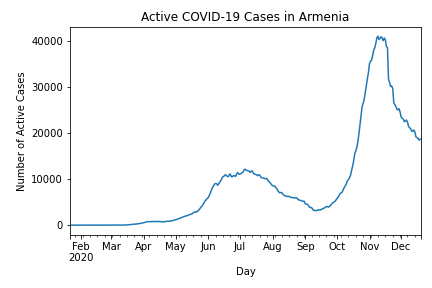 Active COVID-19 Cases in Armenia
Number of Active Cases
40000
30000
20000
10000
0
Feb Mar Apr May Jun Jul Aug Sep Oct Nov Dec
2020
Day